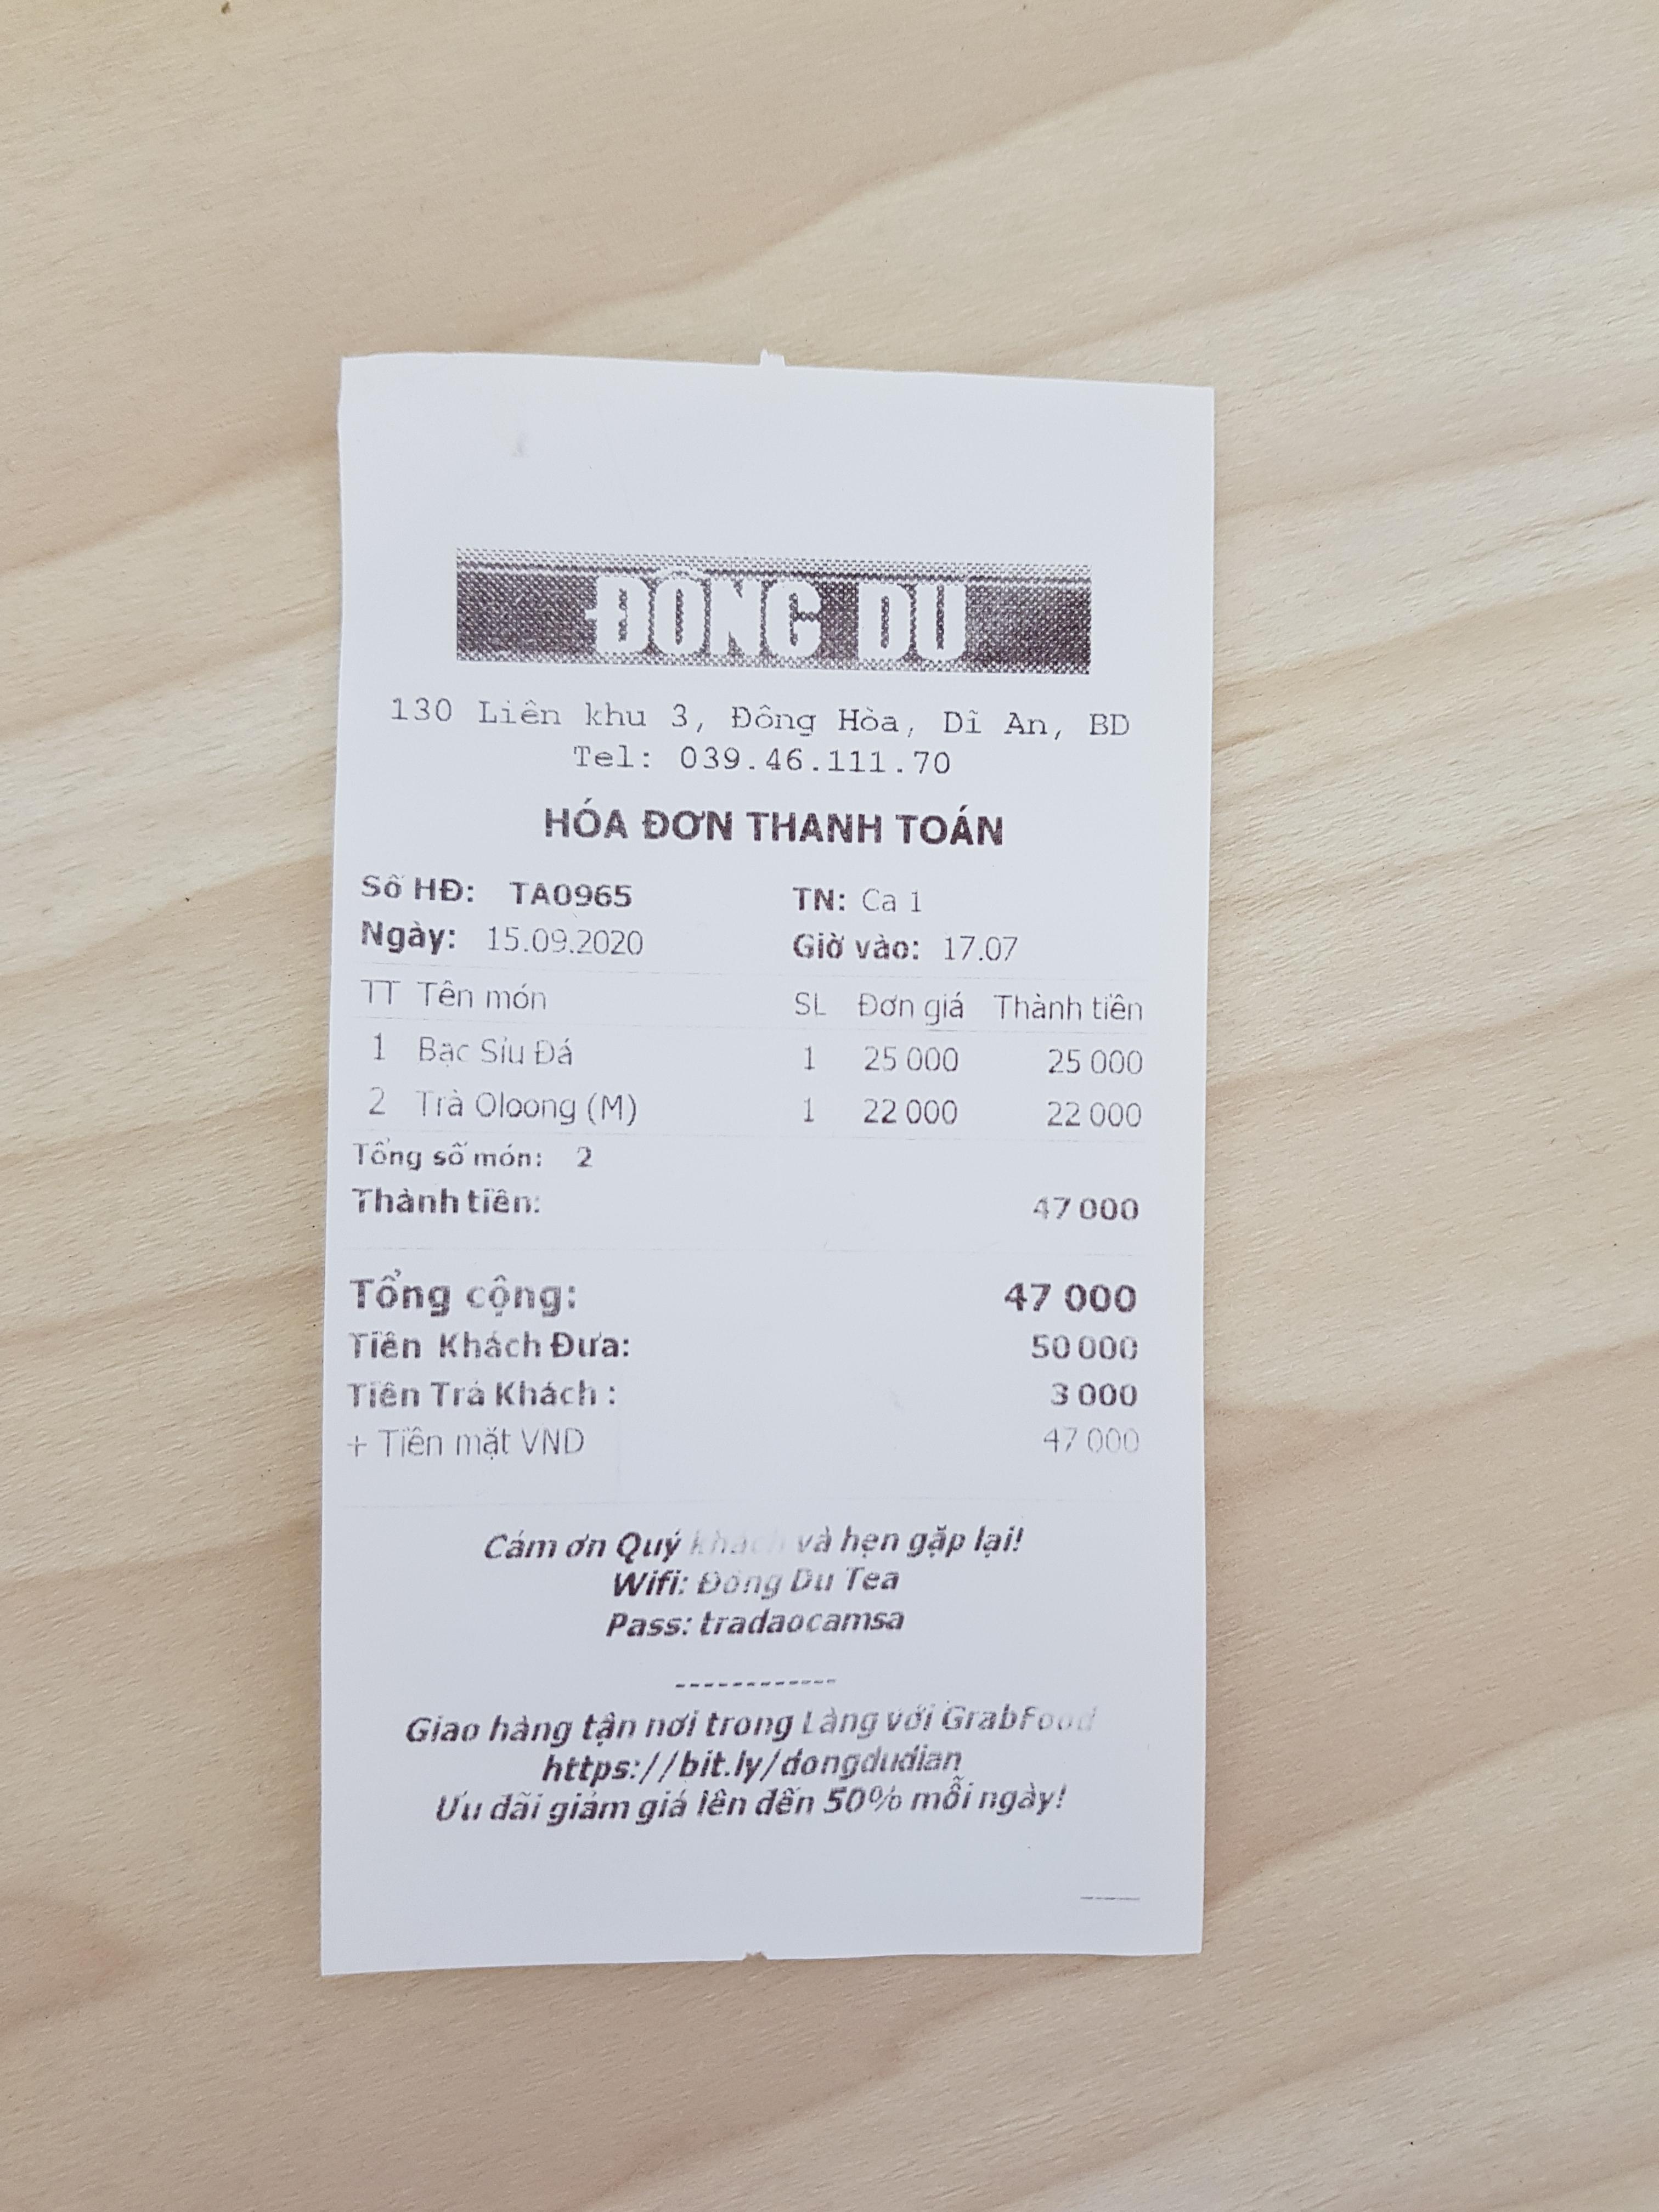 ĐÔNG DU
130 Liên khu 3, Đông Hòa, Dĩ An, BD
Tel: 039.46.111.70
HÓA ĐƠN THANH TOÁN
Số HĐ: TA0965 TN: Ca 1
Ngày: 15.09.2020 Giờ vào: 17.07
TT Tên món SL Đơn giá Thành tiền
1 Bạc Sỉu Đá 1 25 000 25 000
2 Trà Oloong (M) 1 22 000 22 000
Tổng số món: 2
Thành tiền: 47 000
Tổng cộng: 47 000
Tiền Khách Đưa: 50 000
Tiền Trả Khách : 3 000
+ Tiền mặt VND 47 000
Cám ơn Quý khách và hẹn gặp lại!
Wifi: Đông Du Tea
Pass: tradaocamsa
------------
Giao hàng tận nơi trong Làng với GrabFood
https://bit.ly/dongdudian
Ưu đãi giảm giá lên đến 50% mỗi ngày!